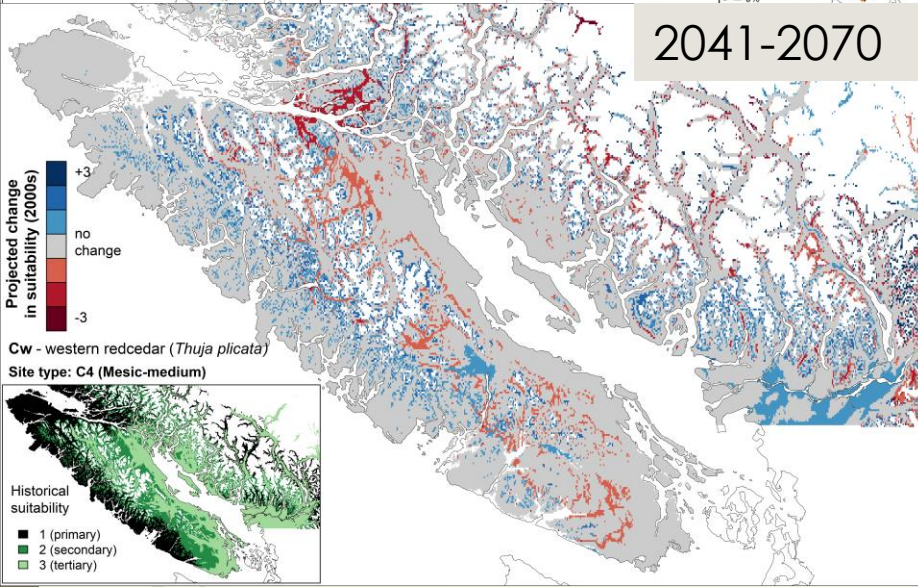 2041-2070
Projected change
in suitability (2000s)
+3
no
change
-3
Cw - western redcedar (Thuja plicata)
Site type: C4 (Mesic-medium)
Historical
suitability
1 (primary)
2 (secondary)
3 (tertiary)